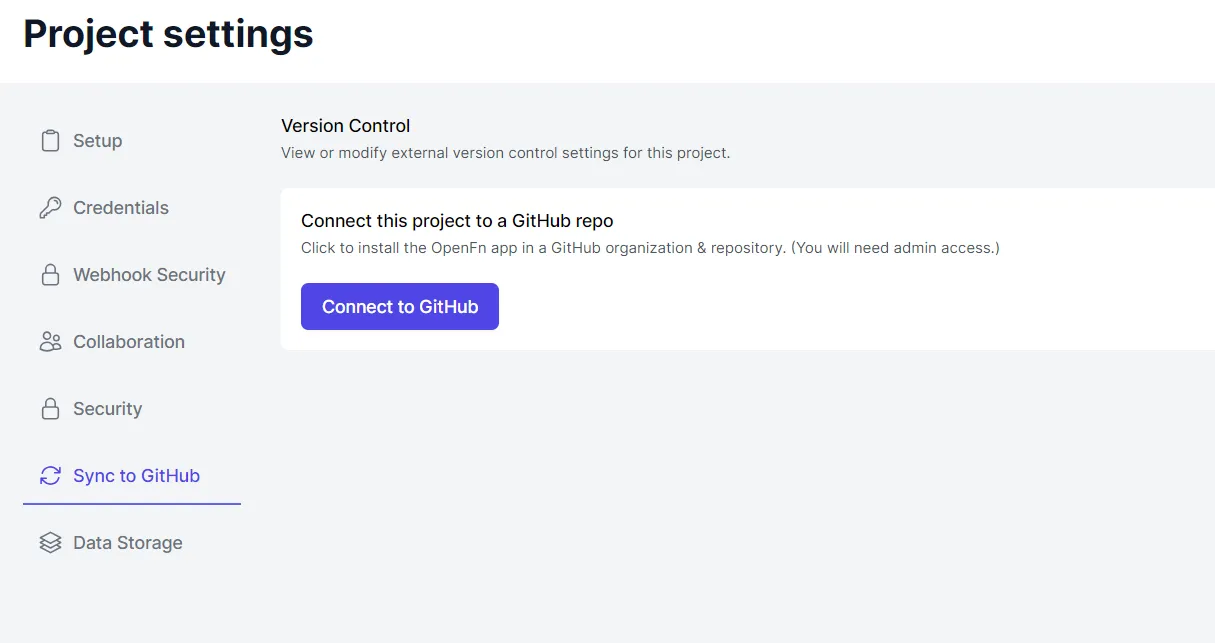 Project settings
Setup
Credentials
Webhook Security
Collaboration
Security
Sync to GitHub
Data Storage
Version Control
View or modify external version control settings for this project.
Connect this project to a GitHub repo
Click to install the OpenFn app in a GitHub organization & repository. (You will need admin access.)
Connect to GitHub